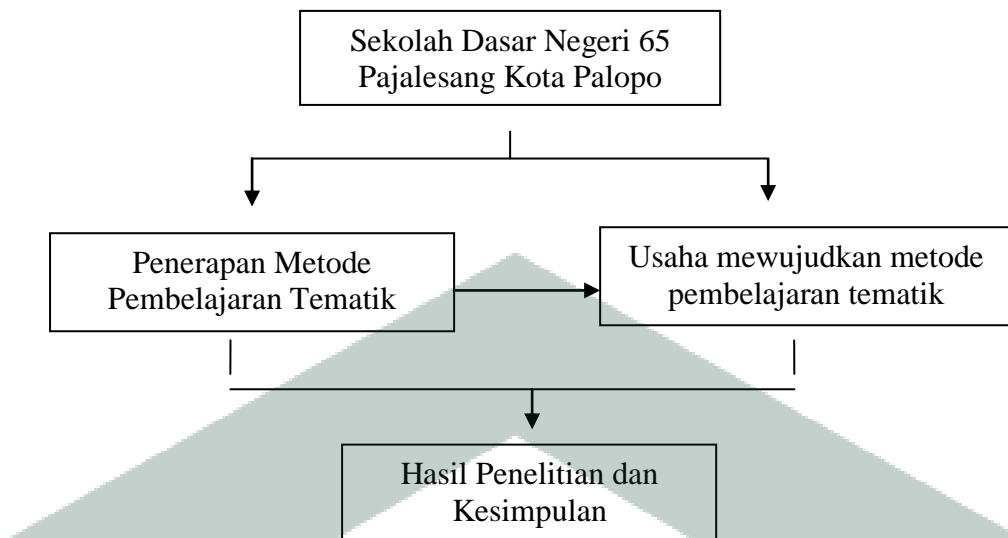 Sekolah Dasar Negeri 65
Pajalesang Kota Palopo
Penerapan Metode
Pembelajaran Tematik
Usaha mewujudkan metode
pembelajaran tematik
Hasil Penelitian dan
Kesimpulan